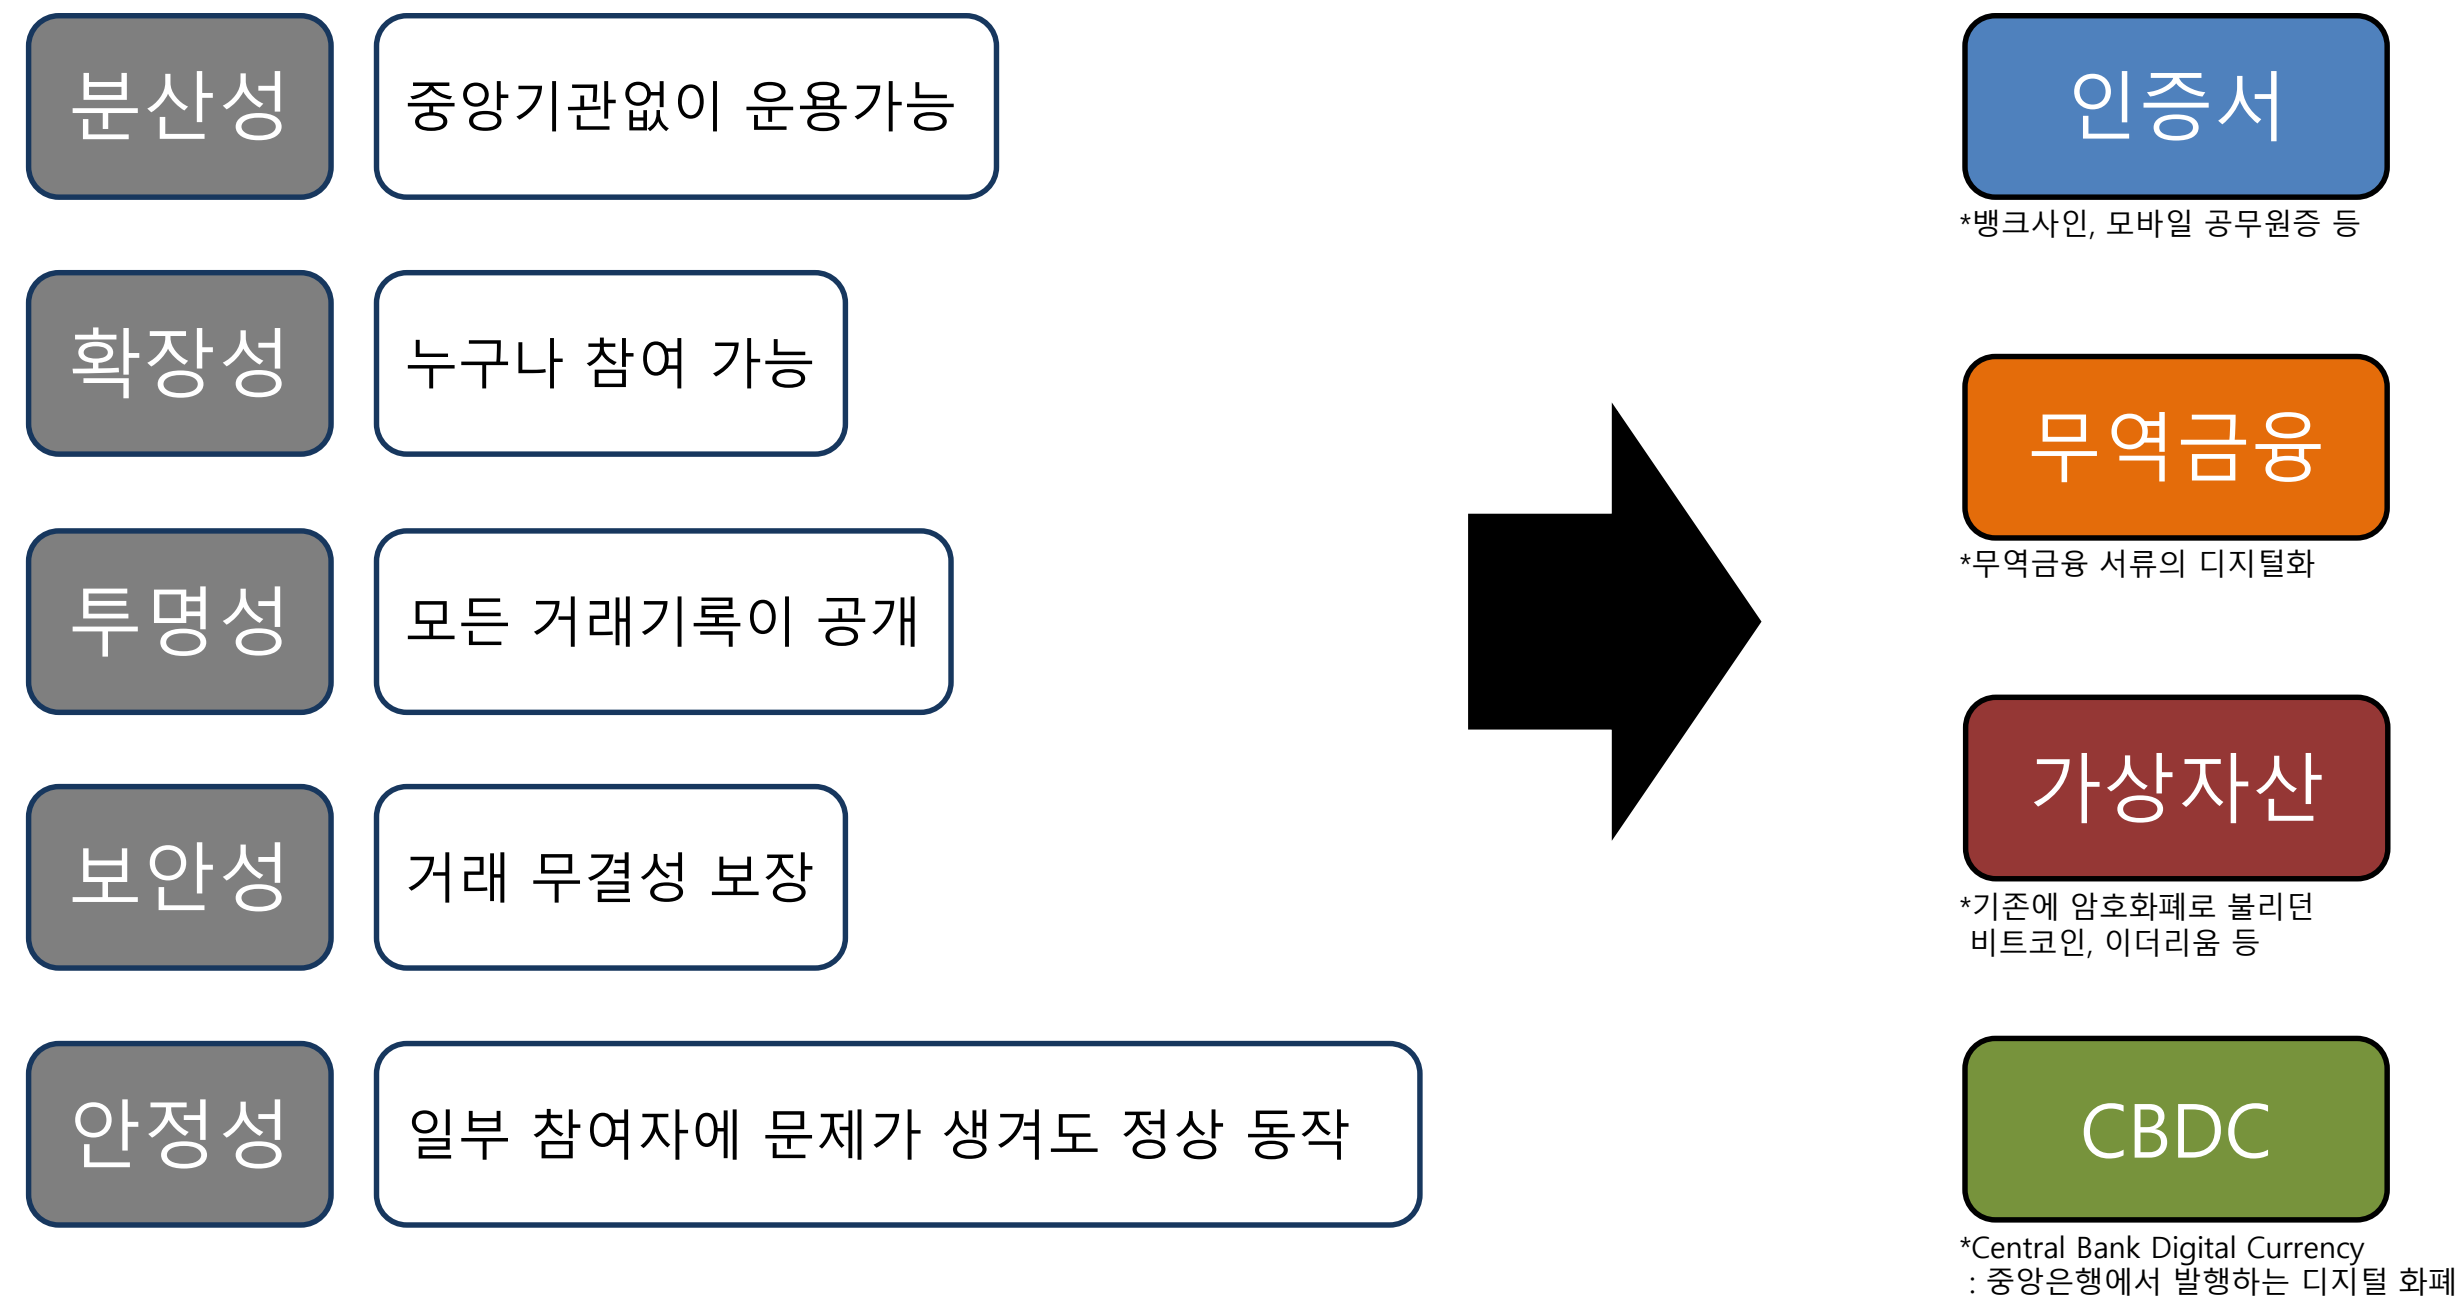 분산성
중앙기관없이 운용가능
확장성
누구나 참여 가능
투명성
모든 거래기록이 공개
보안성
거래 무결성 보장
안정성
일부 참여자에 문제가 생겨도 정상 동작
인증서
*뱅크사인, 모바일 공무원증 등
무역금융
*무역금융 서류의 디지털화
가상자산
*기존에 암호화폐로 불리던
비트코인, 이더리움 등
CBDC
*Central Bank Digital Currency
: 중앙은행에서 발행하는 디지털 화폐